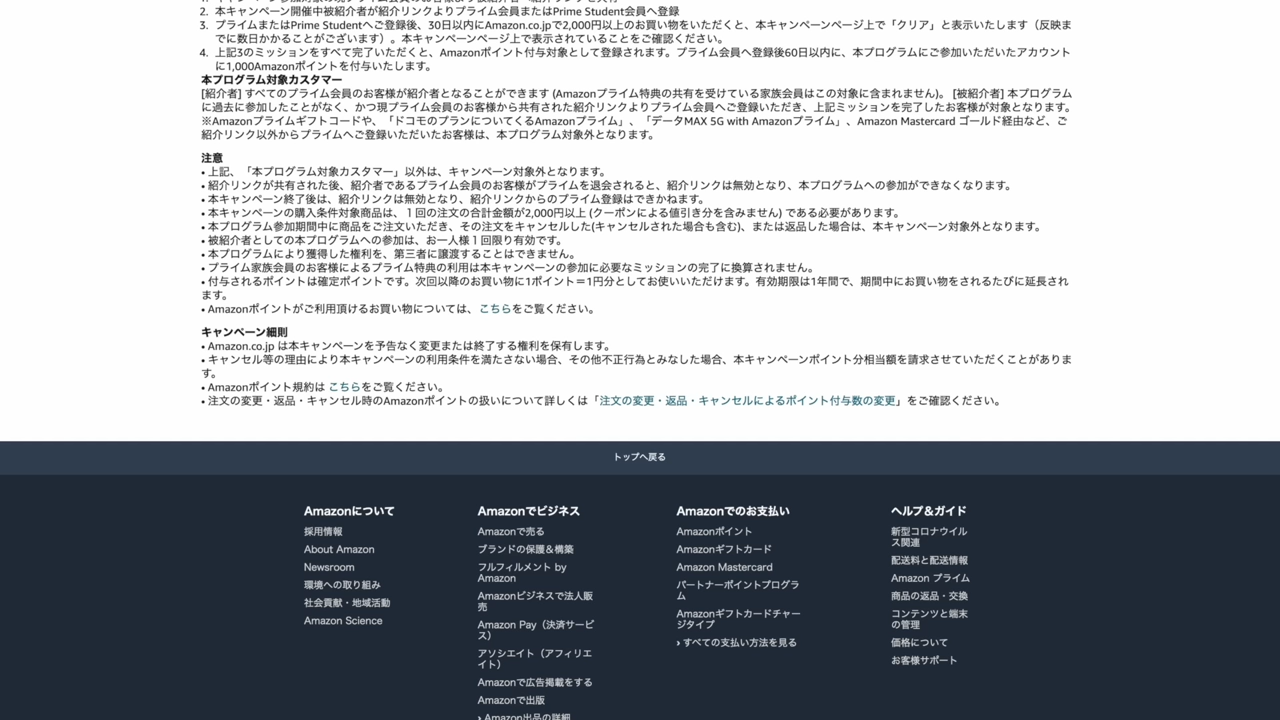 2. 本キャンペーン開催中被紹介者が紹介リンクよりプライム会員またはPrime Student会員へ登録
3. プライムまたはPrime Studentへご登録後、30日以内にAmazon.co.jpで2,000円以上のお買い物をいただくと、本キャンペーンページ上で「クリア」と表示いたします（反映ま
でに数日かかることがございます）。本キャンペーンページ上で表示されていることをご確認ください。
4. 上記3のミッションをすべて完了いただくと、Amazonポイント付与対象として登録されます。プライム会員へ登録後60日以内に、本プログラムにご参加いただいたアカウント
に1,000Amazonポイントを付与いたします。
本プログラム対象カスタマー
[紹介者] すべてのプライム会員のお客様が紹介者となることができます (Amazonプライム特典の共有を受けている家族会員はこの対象に含まれません)。 [被紹介者] 本プログラム
に過去に参加したことがなく、かつ現プライム会員のお客様から共有された紹介リンクよりプライム会員へご登録いただき、上記ミッションを完了したお客様が対象となります。
※Amazonプライムギフトコードや、「ドコモのプランについてくるAmazonプライム」、「データMAX 5G with Amazonプライム」、Amazon Mastercard ゴールド経由など、ご
紹介リンク以外からプライムへご登録いただいたお客様は、本プログラム対象外となります。
注意
• 上記、「本プログラム対象カスタマー」以外は、キャンペーン対象外となります。
• 紹介リンクが共有された後、紹介者であるプライム会員のお客様がプライムを退会されると、紹介リンクは無効となり、本プログラムへの参加ができなくなります。
• 本キャンペーン終了後は、紹介リンクは無効となり、紹介リンクからのプライム登録はできかねます。
• 本キャンペーンの購入条件対象商品は、１回の注文の合計金額が2,000円以上 (クーポンによる値引き分を含みません) である必要があります。
• 本プログラム参加期間中に商品をご注文いただき、その注文をキャンセルした(キャンセルされた場合も含む)、または返品した場合は、本キャンペーン対象外となります。
• 被紹介者としての本プログラムへの参加は、お一人様１回限り有効です。
• 本プログラムにより獲得した権利を、第三者に譲渡することはできません。
• プライム家族会員のお客様によるプライム特典の利用は本キャンペーンの参加に必要なミッションの完了に換算されません。
• 付与されるポイントは確定ポイントです。次回以降のお買い物に1ポイント＝1円分としてお使いいただけます。有効期限は1年間で、期間中にお買い物をされるたびに延長され
ます。
• Amazonポイントがご利用頂けるお買い物については、こちらをご覧ください。
キャンペーン細則
• Amazon.co.jp は本キャンペーンを予告なく変更または終了する権利を保有します。
• キャンセル等の理由により本キャンペーンの利用条件を満たさない場合、その他不正行為とみなした場合、本キャンペーンポイント分相当額を請求させていただくことがありま
す。
• Amazonポイント規約は こちらをご覧ください。
• 注文の変更・返品・キャンセル時のAmazonポイントの扱いについて詳しくは「注文の変更・返品・キャンセルによるポイント付与数の変更」をご確認ください。
トップへ戻る
Amazonについて
採用情報
About Amazon
Newsroom
環境への取り組み
社会貢献・地域活動
Amazon Science
Amazonでビジネス
Amazonで売る
ブランドの保護＆構築
フルフィルメント by
Amazon
Amazonビジネスで法人販
売
Amazon Pay（決済サービ
ス）
アソシエイト（アフィリエ
イト）
Amazonで広告掲載をする
Amazonで出版
› Amazon出品の詳細
Amazonでのお支払い
Amazonポイント
Amazonギフトカード
Amazon Mastercard
パートナーポイントプログラ
ム
Amazonギフトカードチャー
ジタイプ
› すべての支払い方法を見る
ヘルプ＆ガイド
新型コロナウイル
ス関連
配送料と配送情報
Amazon プライム
商品の返品・交換
コンテンツと端末
の管理
価格について
お客様サポート